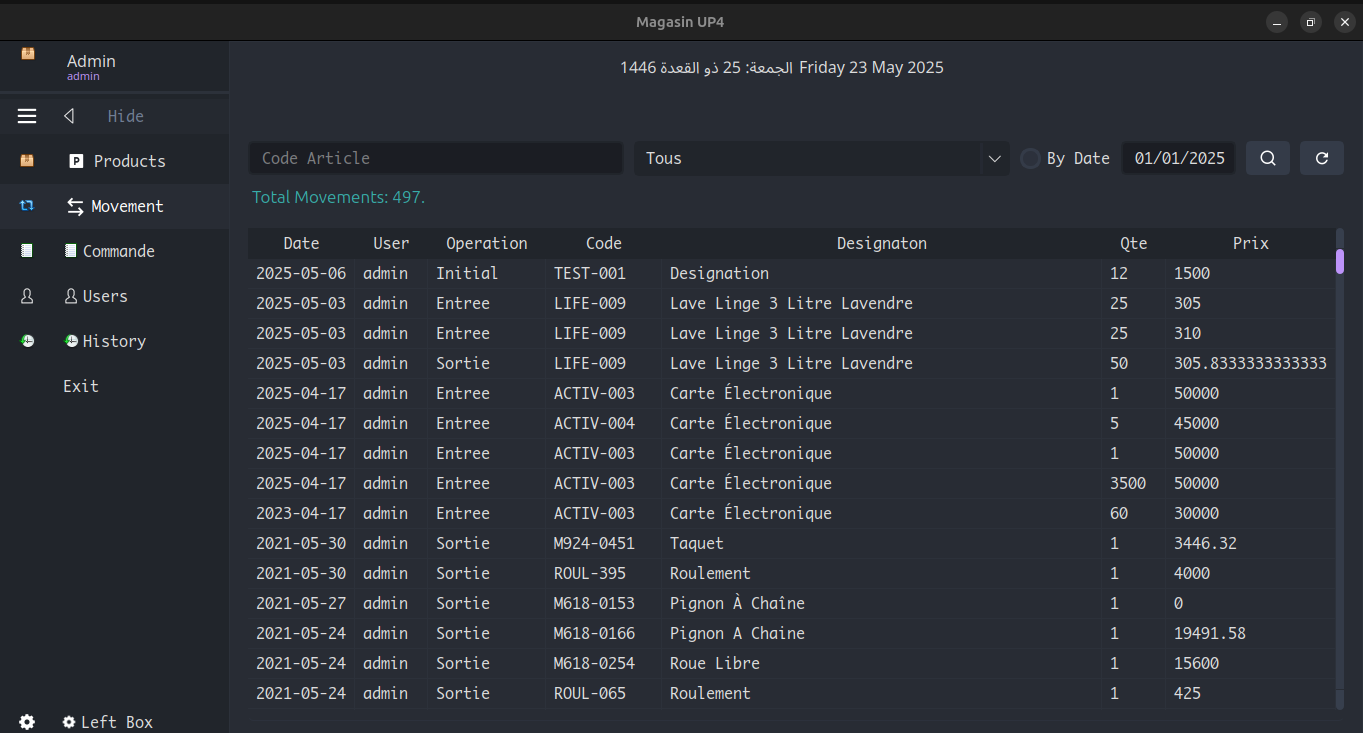 Magasin UP4
Admin
admin
Friday 23 May 2025 الجمعة: 25 ذو القعدة 1446
Hide
Products
Movement
Commande
Users
History
Exit
Left Box
Code Article
Tous
By Date
01/01/2025
Total Movements: 497.
Date User Operation Code Designaton Qte Prix
2025-05-06 admin Initial TEST-001 Designation 12 1500
2025-05-03 admin Entree LIFE-009 Lave Linge 3 Litre Lavendre 25 305
2025-05-03 admin Entree LIFE-009 Lave Linge 3 Litre Lavendre 25 310
2025-05-03 admin Sortie LIFE-009 Lave Linge 3 Litre Lavendre 50 305.8333333333333
2025-04-17 admin Entree ACTIV-003 Carte Électronique 1 50000
2025-04-17 admin Entree ACTIV-004 Carte Électronique 5 45000
2025-04-17 admin Entree ACTIV-003 Carte Électronique 1 50000
2025-04-17 admin Entree ACTIV-003 Carte Électronique 3500 50000
2023-04-17 admin Entree ACTIV-003 Carte Électronique 60 30000
2021-05-30 admin Sortie M924-0451 Taquet 1 3446.32
2021-05-30 admin Sortie ROUL-395 Roulement 1 4000
2021-05-27 admin Sortie M618-0153 Pignon À Chaîne 1 0
2021-05-24 admin Sortie M618-0166 Pignon A Chaine 1 19491.58
2021-05-24 admin Sortie M618-0254 Roue Libre 1 15600
2021-05-24 admin Sortie ROUL-065 Roulement 1 425